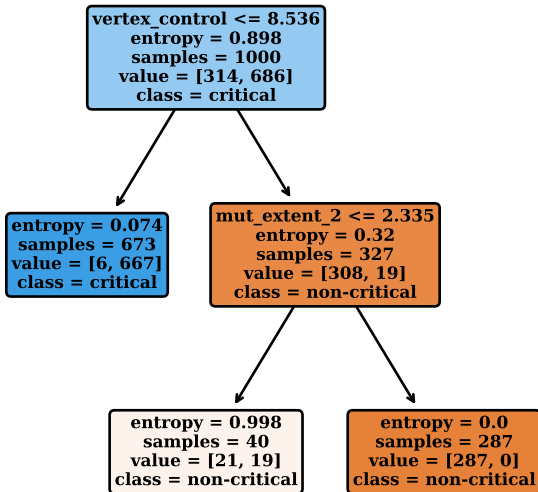 vertex_control <= 8.536
entropy = 0.898
samples = 1000
value = [314, 686]
class = critical
entropy = 0.074
samples = 673
value = [6, 667]
class = critical
mut_extent_2 <= 2.335
entropy = 0.32
samples = 327
value = [308, 19]
class = non-critical
entropy = 0.998
samples = 40
value = [21, 19]
class = non-critical
entropy = 0.0
samples = 287
value = [287, 0]
class = non-critical